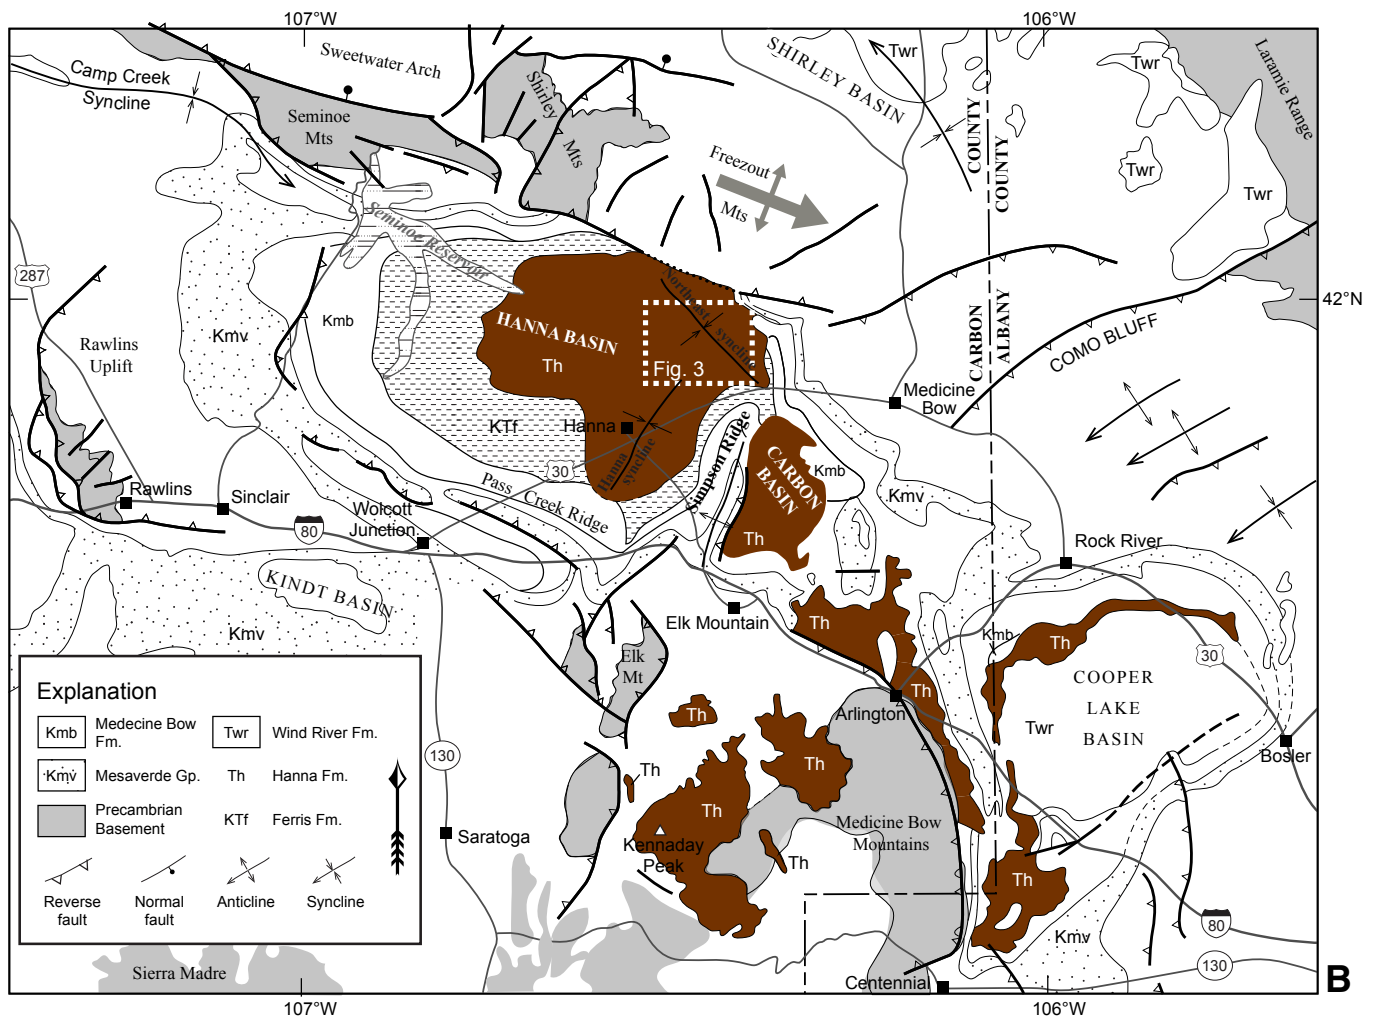 107°W
106°W
Sweetwater Arch
SHIRLEY BASIN
Twr
Twr
Laramie Range
Camp Creek
Syncline
Shirley
Mts
Seminoe
Mts
COUNTY
COUNTY
Freezout
Mts
Twr
Twr
Seminoe Reservoir
287
42°N
Northeast syncline
Kmb
Kmv
HANNA BASIN
Th
Fig. 3
CARBON
ALBANY
COMO BLUFF
Rawlins
Uplift
Medicine
Bow
KTf
Hanna
Hanna
syncline
30
Simpson Ridge
CARBON
BASIN
Kmb
Kmv
Th
Pass Creek Ridge
Rawlins
Sinclair
Wolcott
Junction
80
Rock River
KINDT BASIN
Kmv
Elk Mountain
Th
Kmb
Th
30
Elk
Mt
COOPER
LAKE
BASIN
Th
Arlington
Th
Twr
Bosler
Explanation
Kmb
Medecine Bow
Fm.
Twr
Wind River Fm.
Kmv
Mesaverde Gp.
Th
Hanna Fm.
Precambrian
Basement
KTf
Ferris Fm.
Reverse
fault
Normal
fault
Anticline
Syncline
130
Saratoga
Th
Th
Th
Kennaday
Peak
Th
Medicine Bow
Mountains
Th
Kmv
80
130
Sierra Madre
Centennial
B
107°W
106°W